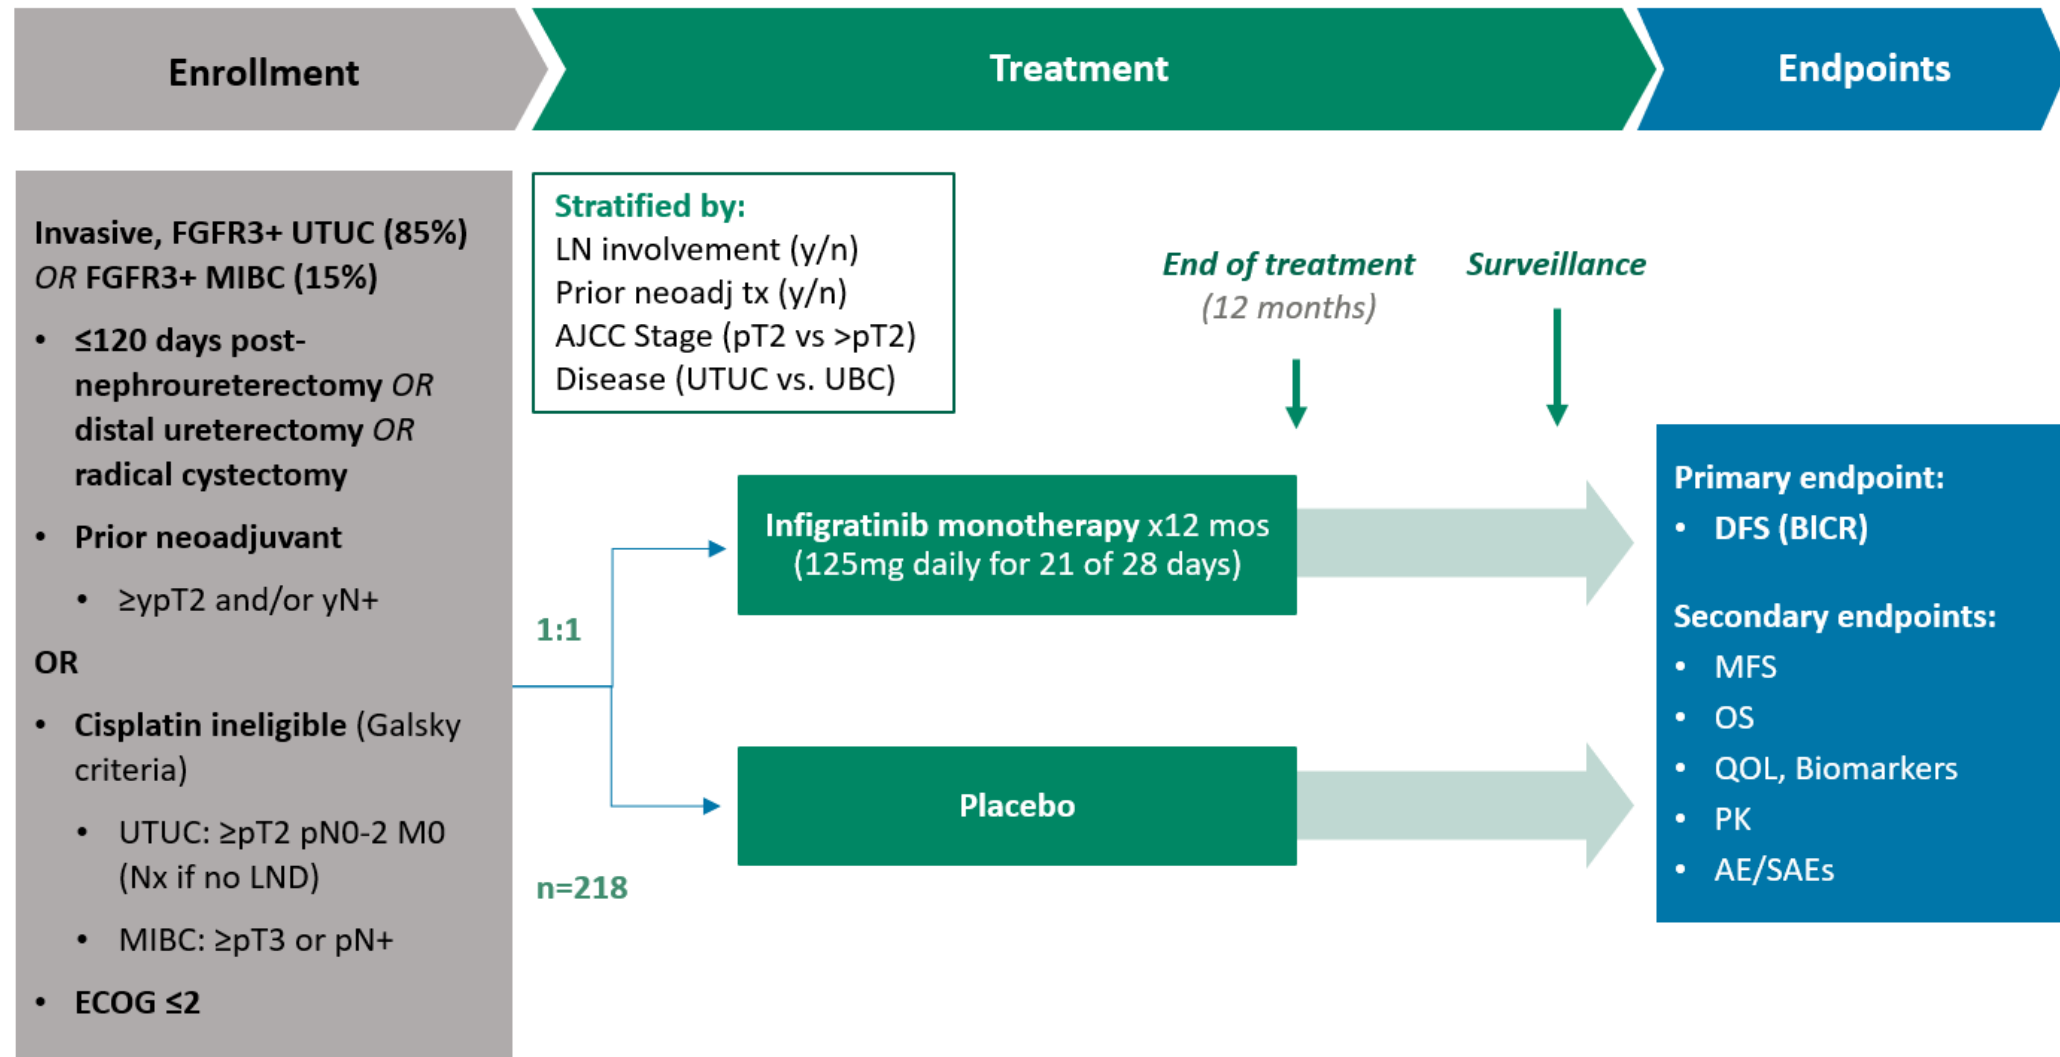 Enrollment
Treatment
Endpoints
Invasive, FGFR3+ UTUC (85%)
OR FGFR3+ MIBC (15%)
• ≤120 days post-
nephroureterectomy OR
distal ureterectomy OR
radical cystectomy
• Prior neoadjuvant
• ≥ypT2 and/or yN+
OR
• Cisplatin ineligible (Galsky
criteria)
• UTUC: ≥pT2 pN0-2 M0
(Nx if no LND)
• MIBC: ≥pT3 or pN+
• ECOG ≤2
Stratified by:
LN involvement (y/n)
Prior neoadj tx (y/n)
AJCC Stage (pT2 vs >pT2)
Disease (UTUC vs. UBC)
1:1
n=218
End of treatment
(12 months)
Surveillance
Infigratinib monotherapy x12 mos
(125mg daily for 21 of 28 days)
Placebo
Primary endpoint:
• DFS (BICR)
Secondary endpoints:
• MFS
• OS
• QOL, Biomarkers
• PK
• AE/SAEs